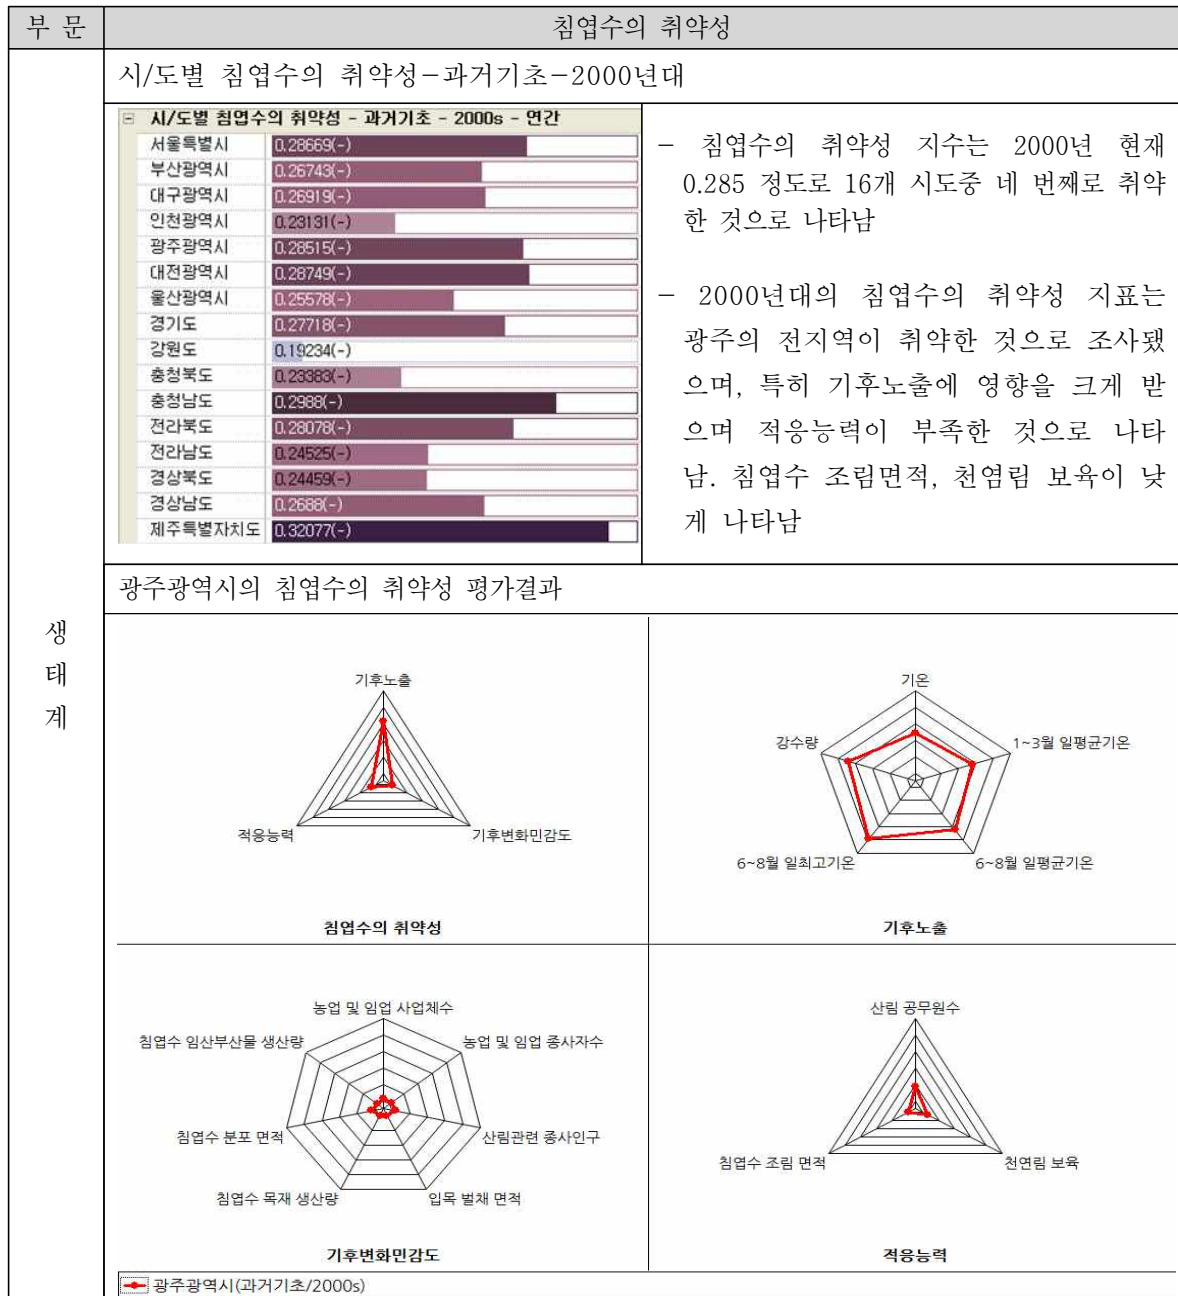 부 문
침엽수의 취약성
시/도별 침엽수의 취약성-과거기초-2000년대
시/도별 침엽수의 취약성 - 과거기초 - 2000s - 연간
서울특별시 0.28669(-)
부산광역시 0.26743(-)
대구광역시 0.26919(-)
인천광역시 0.23131(-)
광주광역시 0.28515(-)
대전광역시 0.28749(-)
울산광역시 0.25578(-)
경기도 0.27718(-)
강원도 0.19234(-)
충청북도 0.23383(-)
충청남도 0.2988(-)
전라북도 0.28078(-)
전라남도 0.24525(-)
경상북도 0.24459(-)
경상남도 0.2688(-)
제주특별자치도 0.32077(-)
- 침엽수의 취약성 지수는 2000년 현재
0.285 정도로 16개 시도중 네 번째로 취약
한 것으로 나타남
- 2000년대의 침엽수의 취약성 지표는
광주의 전지역이 취약한 것으로 조사됐
으며, 특히 기후노출에 영향을 크게 받
으며 적응능력이 부족한 것으로 나타
남. 침엽수 조림면적, 천염림 보육이 낮
게 나타남
생
태
계
광주광역시의 침엽수의 취약성 평가결과
기후노출
적응능력
기후변화민감도
침엽수의 취약성
기온
강수량
1~3월 일평균기온
6~8월 일최고기온
6~8월 일평균기온
기후노출
농업 및 임업 사업체수
침엽수 임산부산물 생산량
농업 및 임업 종사자수
침엽수 분포 면적
산림관련 종사인구
침엽수 목재 생산량
입목 벌채 면적
기후변화민감도
산림 공무원수
침엽수 조림 면적
천연림 보육
적응능력
광주광역시(과거기초/2000s)